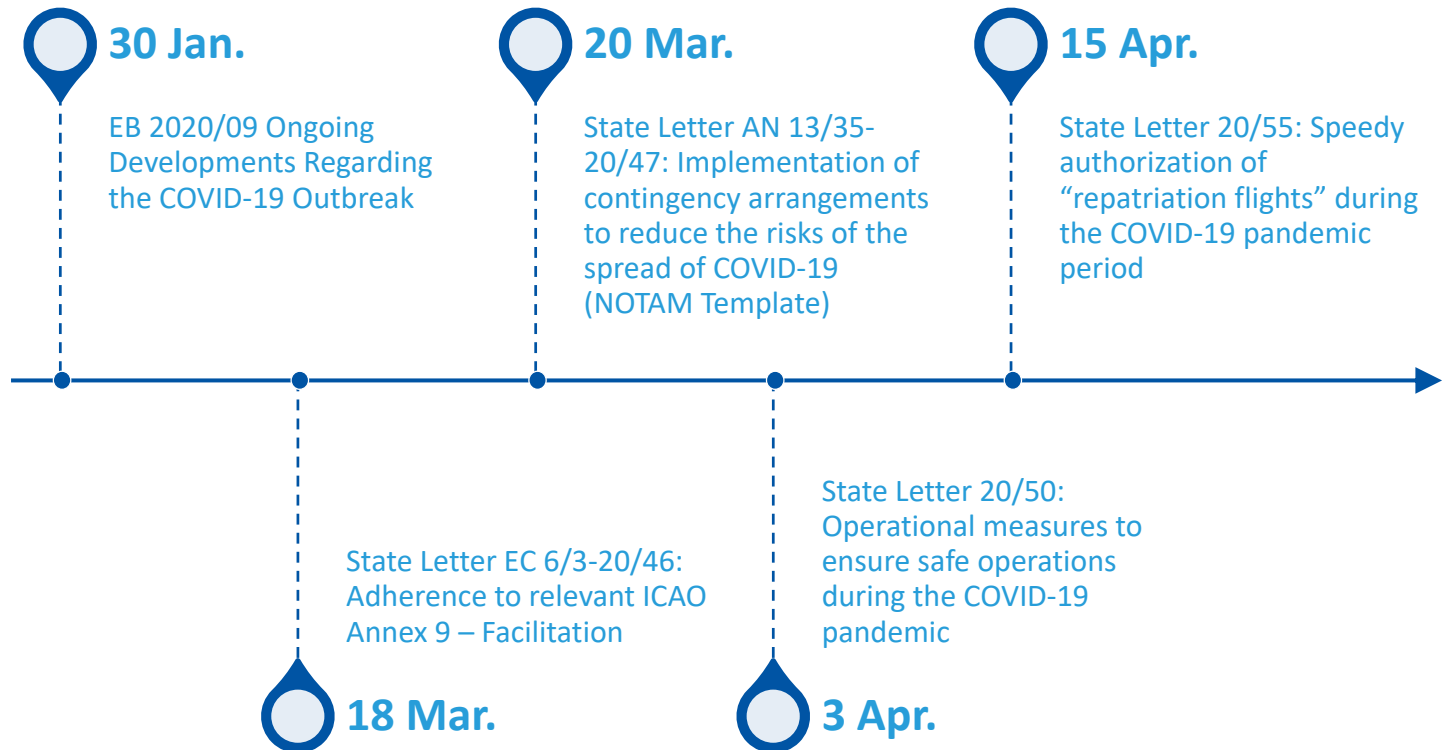 30 Jan.
EB 2020/09 Ongoing
Developments Regarding
the COVID-19 Outbreak
20 Mar.
State Letter AN 13/35-
20/47: Implementation of
contingency arrangements
to reduce the risks of the
spread of COVID-19
(NOTAM Template)
15 Apr.
State Letter 20/55: Speedy
authorization of
“repatriation flights” during
the COVID-19 pandemic
period
State Letter EC 6/3-20/46:
Adherence to relevant ICAO
Annex 9 – Facilitation
18 Mar.
State Letter 20/50:
Operational measures to
ensure safe operations
during the COVID-19
pandemic
3 Apr.